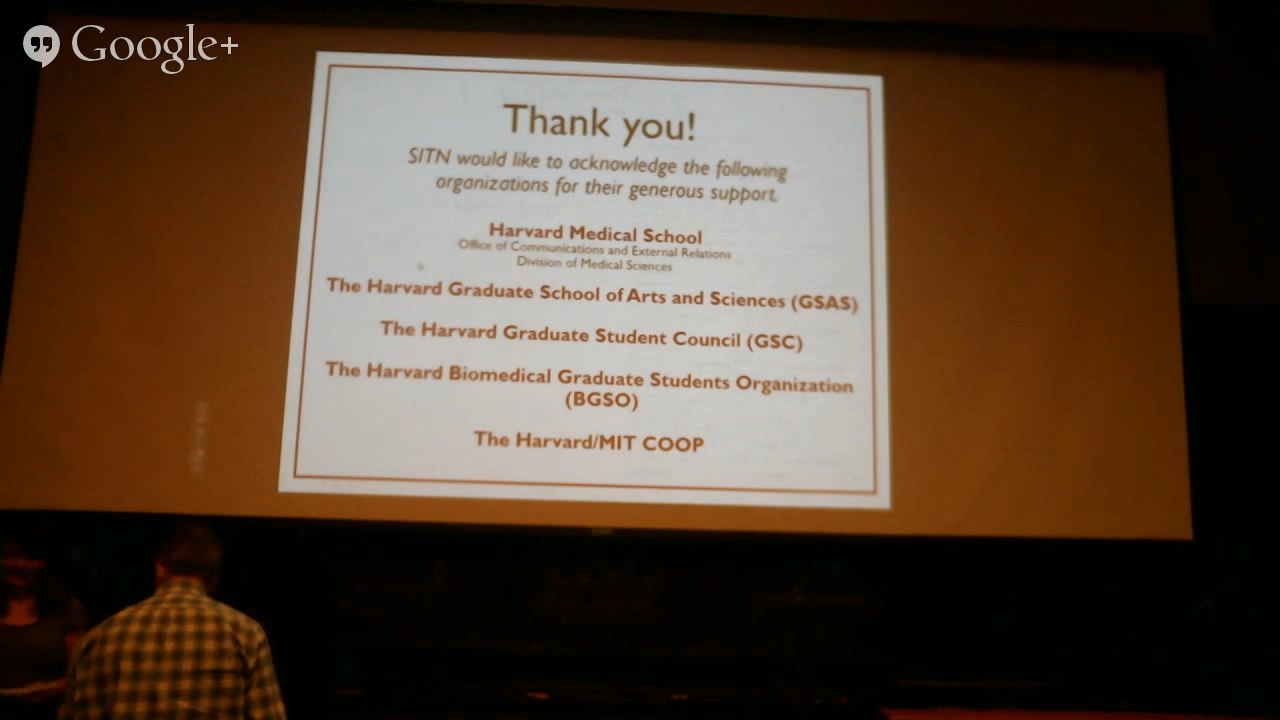 Google+
Thank you!
SITN would like to acknowledge the following
organizations for their generous support.
Harvard Medical School
Office of Communications and External Relations
Division of Medical Sciences
The Harvard Graduate School of Arts and Sciences (GSAS)
The Harvard Graduate Student Council (GSC)
The Harvard Biomedical Graduate Students Organization
(BGSO)
The Harvard/MIT COOP